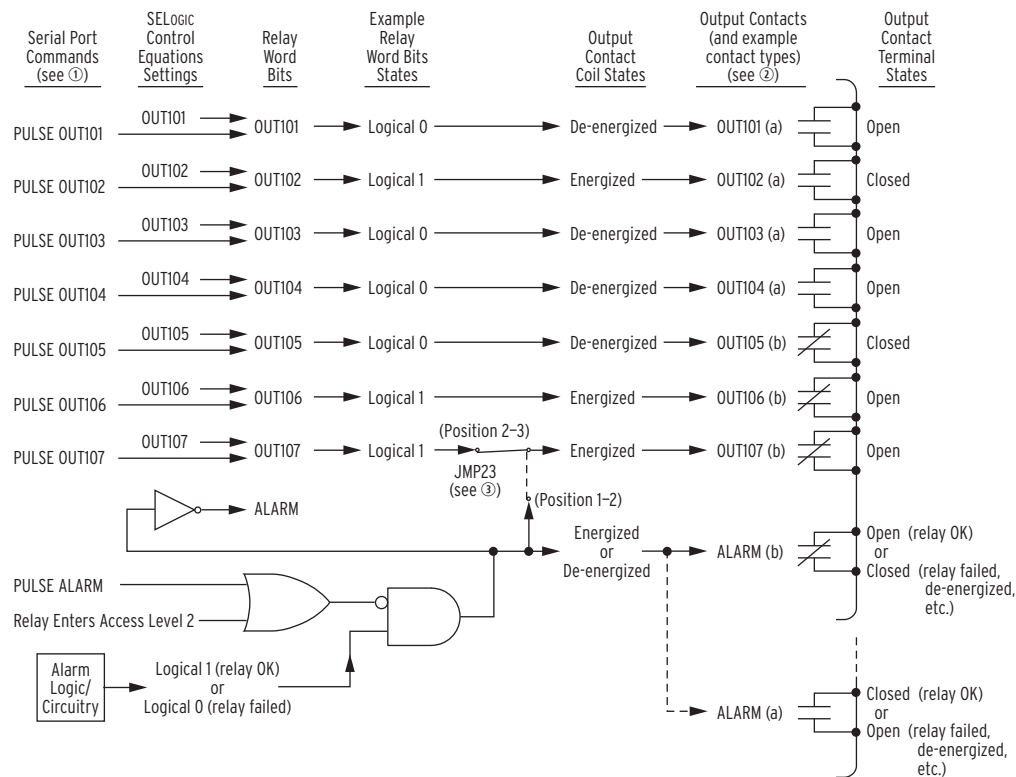 Serial Port
Commands
(see ①)
SELOGIC
Control
Equations
Settings
Relay
Word
Bits
Example
Relay
Word Bits
States
Output
Contact
Coil States
Output Contacts
(and example
contact types)
(see ②)
Output
Contact
Terminal
States
PULSE OUT101
OUT101
OUT101
Logical 0
De-energized
OUT101 (a)
Open
PULSE OUT102
OUT102
OUT102
Logical 1
Energized
OUT102 (a)
Closed
PULSE OUT103
OUT103
OUT103
Logical 0
De-energized
OUT103 (a)
Open
PULSE OUT104
OUT104
OUT104
Logical 0
De-energized
OUT104 (a)
Open
PULSE OUT105
OUT105
OUT105
Logical 0
De-energized
OUT105 (b)
Closed
PULSE OUT106
OUT106
OUT106
Logical 1
Energized
OUT106 (b)
Open
PULSE OUT107
OUT107
OUT107
Logical 1
(Position 2–3)
JMP23
(see ③)
(Position 1–2)
Energized
OUT107 (b)
Open
ALARM
Energized
or
De-energized
ALARM (b)
Open (relay OK)
or
Closed (relay failed,
de-energized,
etc.)
PULSE ALARM
Relay Enters Access Level 2
Alarm
Logic/
Circuitry
Logical 1 (relay OK)
or
Logical 0 (relay failed)
ALARM (a)
Closed (relay OK)
or
Open (relay failed,
de-energized,
etc.)